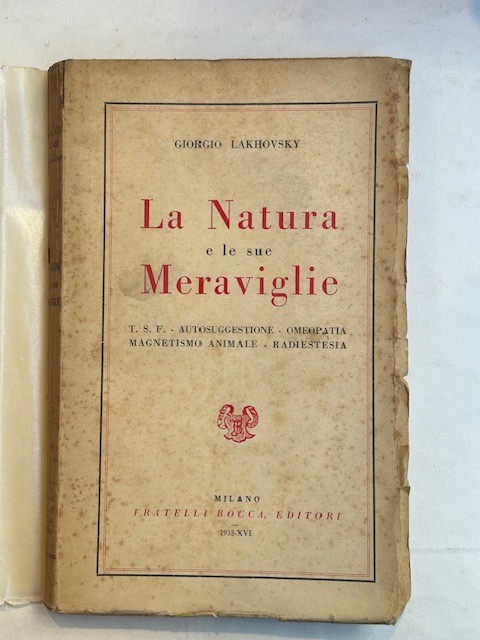 GIORGIO LAKHOVSKY
La Natura
e le sue
Meraviglie
T. S. F. - AUTOSUGGESTIONE - OMEOPATIA
MAGNETISMO ANIMALE - RADIESTESIA
MILANO
FRATELLI BOCCA, EDITORI
1938-XVI